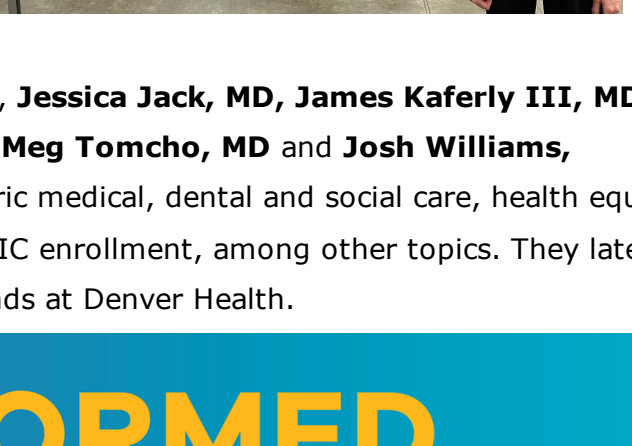 , Jessica Jack, MD, James Kaferly III, MD
Meg Tomcho, MD and Josh Williams,
ric medical, dental and social care, health equ
IC enrollment, among other topics. They late
nds at Denver Health.
ORMED